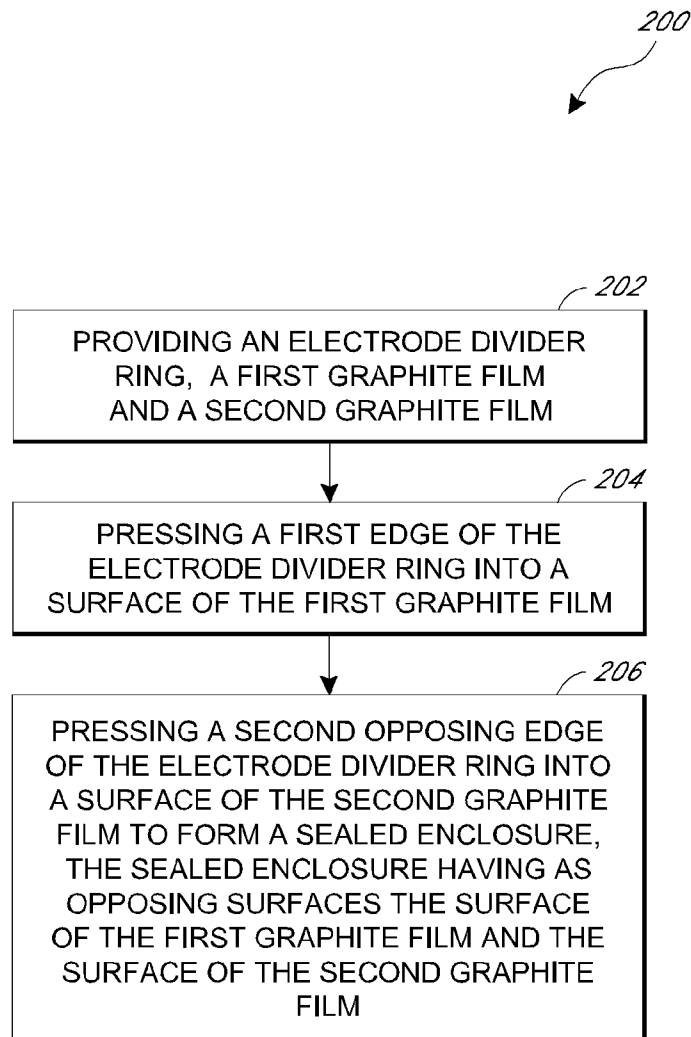 200
202
PROVIDING AN ELECTRODE DIVIDER
RING, A FIRST GRAPHITE FILM
AND A SECOND GRAPHITE FILM
204
PRESSING A FIRST EDGE OF THE
ELECTRODE DIVIDER RING INTO A
SURFACE OF THE FIRST GRAPHITE FILM
206
PRESSING A SECOND OPPOSING EDGE
OF THE ELECTRODE DIVIDER RING INTO
A SURFACE OF THE SECOND GRAPHITE
FILM TO FORM A SEALED ENCLOSURE,
THE SEALED ENCLOSURE HAVING AS
OPPOSING SURFACES THE SURFACE
OF THE FIRST GRAPHITE FILM AND THE
SURFACE OF THE SECOND GRAPHITE
FILM